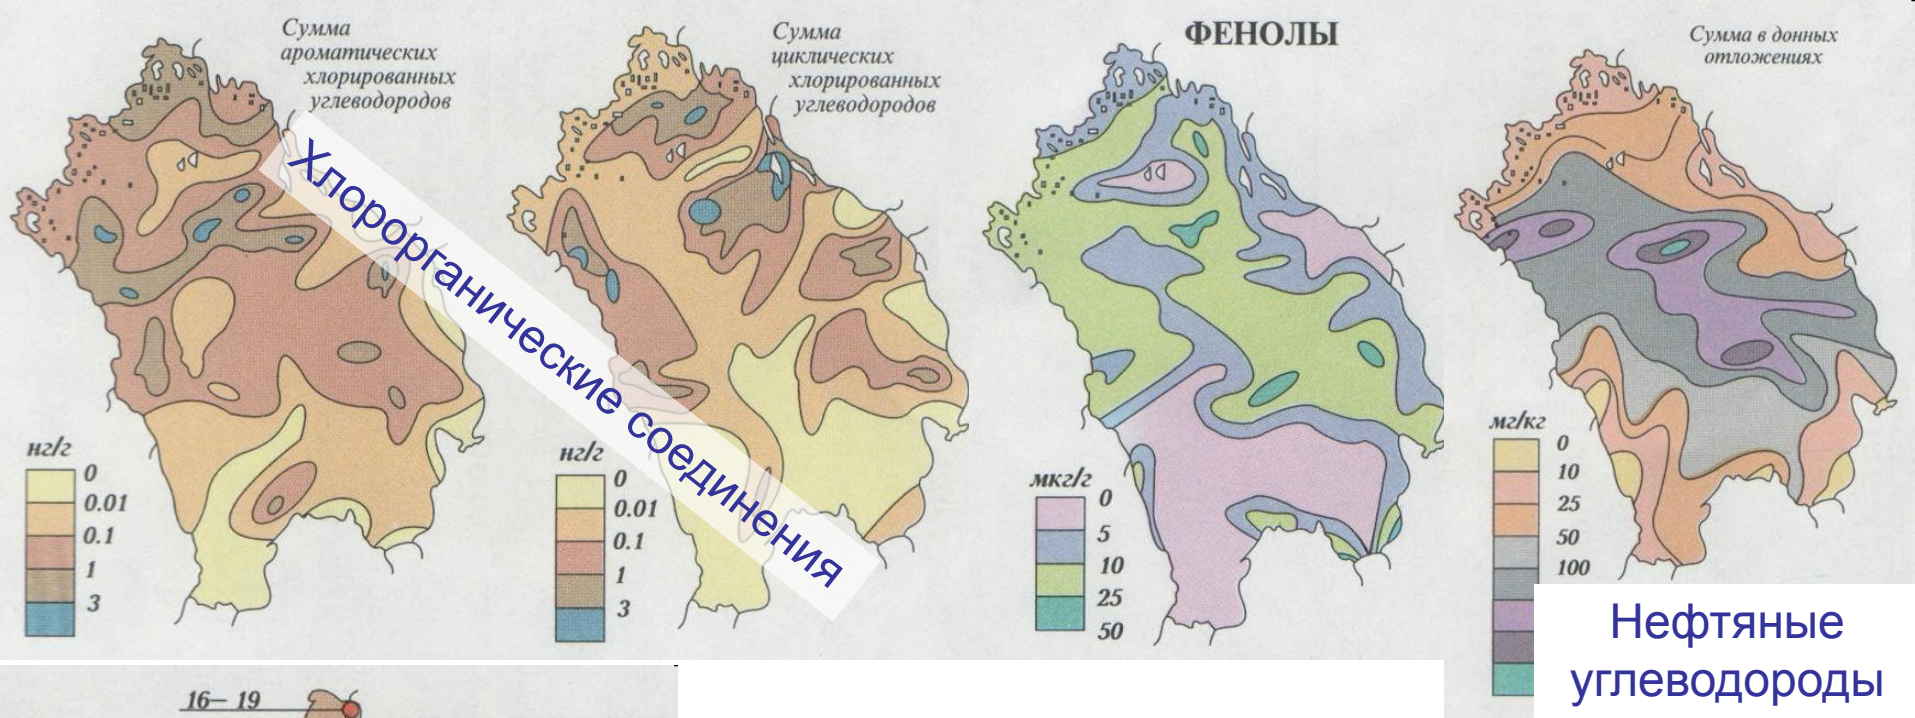 Сумма
ароматических
хлорированных
углеводородов
нг/г
0
0.01
0.1
1
3
Сумма
циклических
хлорированных
углеводородов
нг/г
0
0.01
0.1
1
3
Хлорорганические соединения
ФЕНОЛЫ
мкг/г
0
5
10
25
50
Сумма в донных
отложениях
мг/кг
0
10
25
50
100
Нефтяные
углеводороды
16– 19